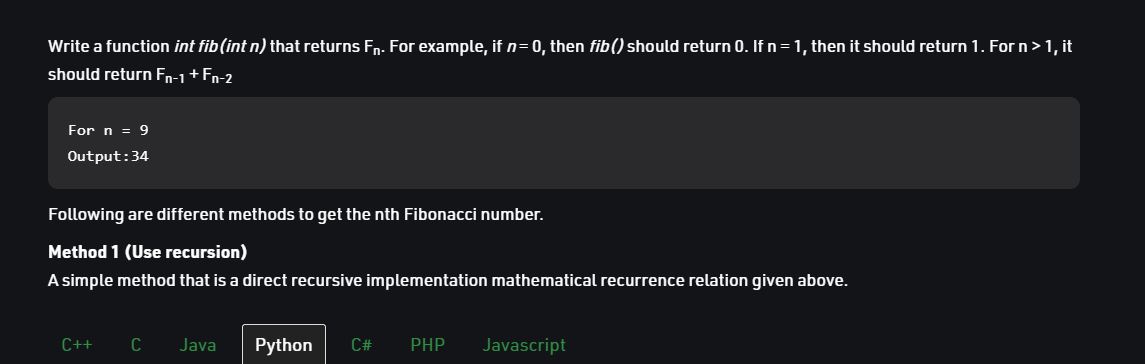 Write a function int fib(int n) that returns Fn. For example, if n = 0, then fib() should return 0. If n = 1, then it should return 1. For n > 1, it
should return Fn-1 + Fn-2
For n = 9
Output:34
Following are different methods to get the nth Fibonacci number.
Method 1 (Use recursion)
A simple method that is a direct recursive implementation mathematical recurrence relation given above.
C++ C Java Python C# PHP Javascript